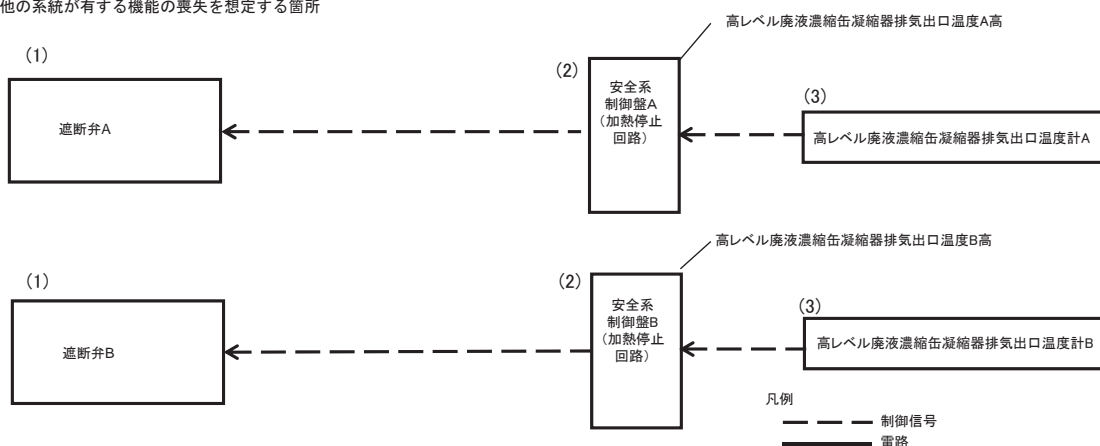 他の系統が有する機能の喪失を想定する箇所
高レベル廃液濃縮缶凝縮器排気出口温度A高
(1)
(2)
遮断弁A
安全系
制御盤A
(加熱停止
回路)
(3)
高レベル廃液濃縮缶凝縮器排気出口温度計A
高レベル廃液濃縮缶凝縮器排気出口温度B高
(1)
(2)
遮断弁B
安全系
制御盤B
(加熱停止
回路)
(3)
高レベル廃液濃縮缶凝縮器排気出口温度計B
凡例
制御信号
電路